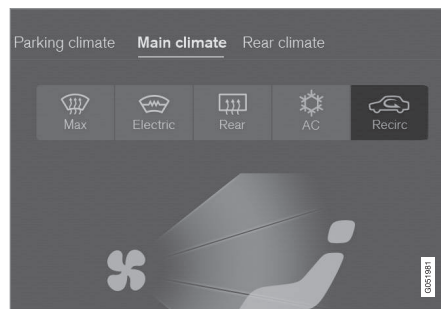 Parking climate Main climate Rear climate
Max Electric Rear AC Recirc
G051981